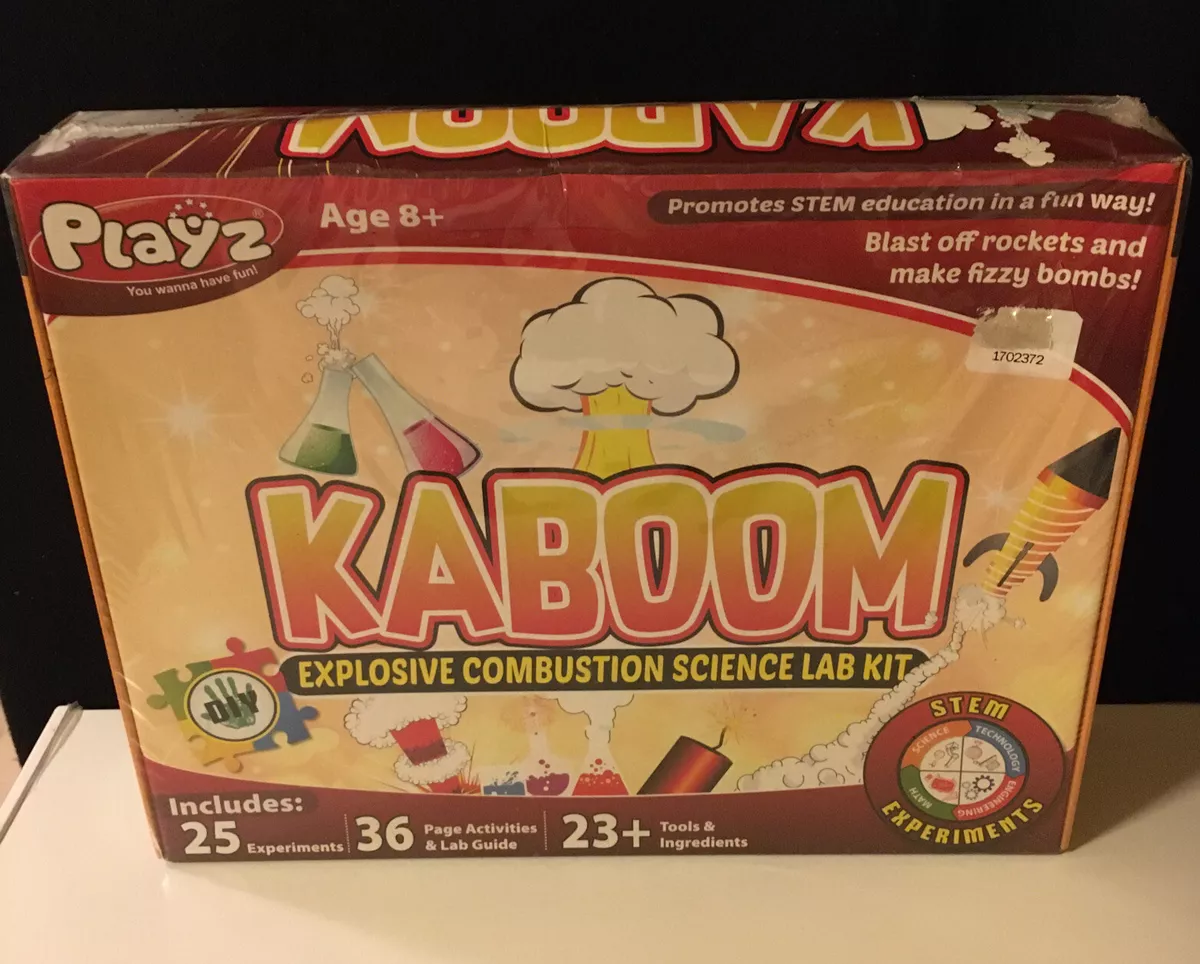 KABOOM
Playz®
You wanna have fun!
Age 8+
Promotes STEM education in a fun way!
Blast off rockets and
make fizzy bombs!
1702372
KABOOM
EXPLOSIVE COMBUSTION SCIENCE LAB KIT
DIY
STEM
SCIENCE
TECHNOLOGY
MATH
ENGINEERING
EXPERIMENTS
Includes:
25 Experiments
36 Page Activities
& Lab Guide
23+ Tools &
Ingredients